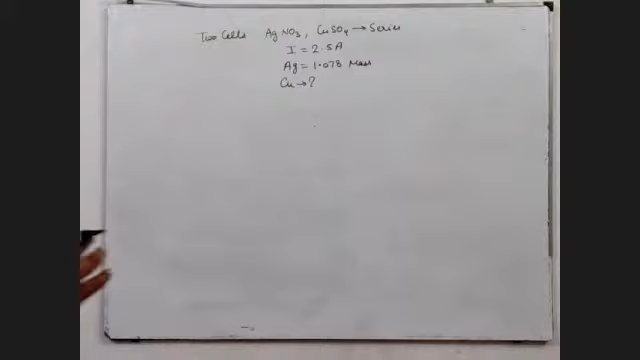 Two Cells AgNO3, CuSO4 → Series
I = 2.5A
Ag = 1.078 Mass
Cu → ?